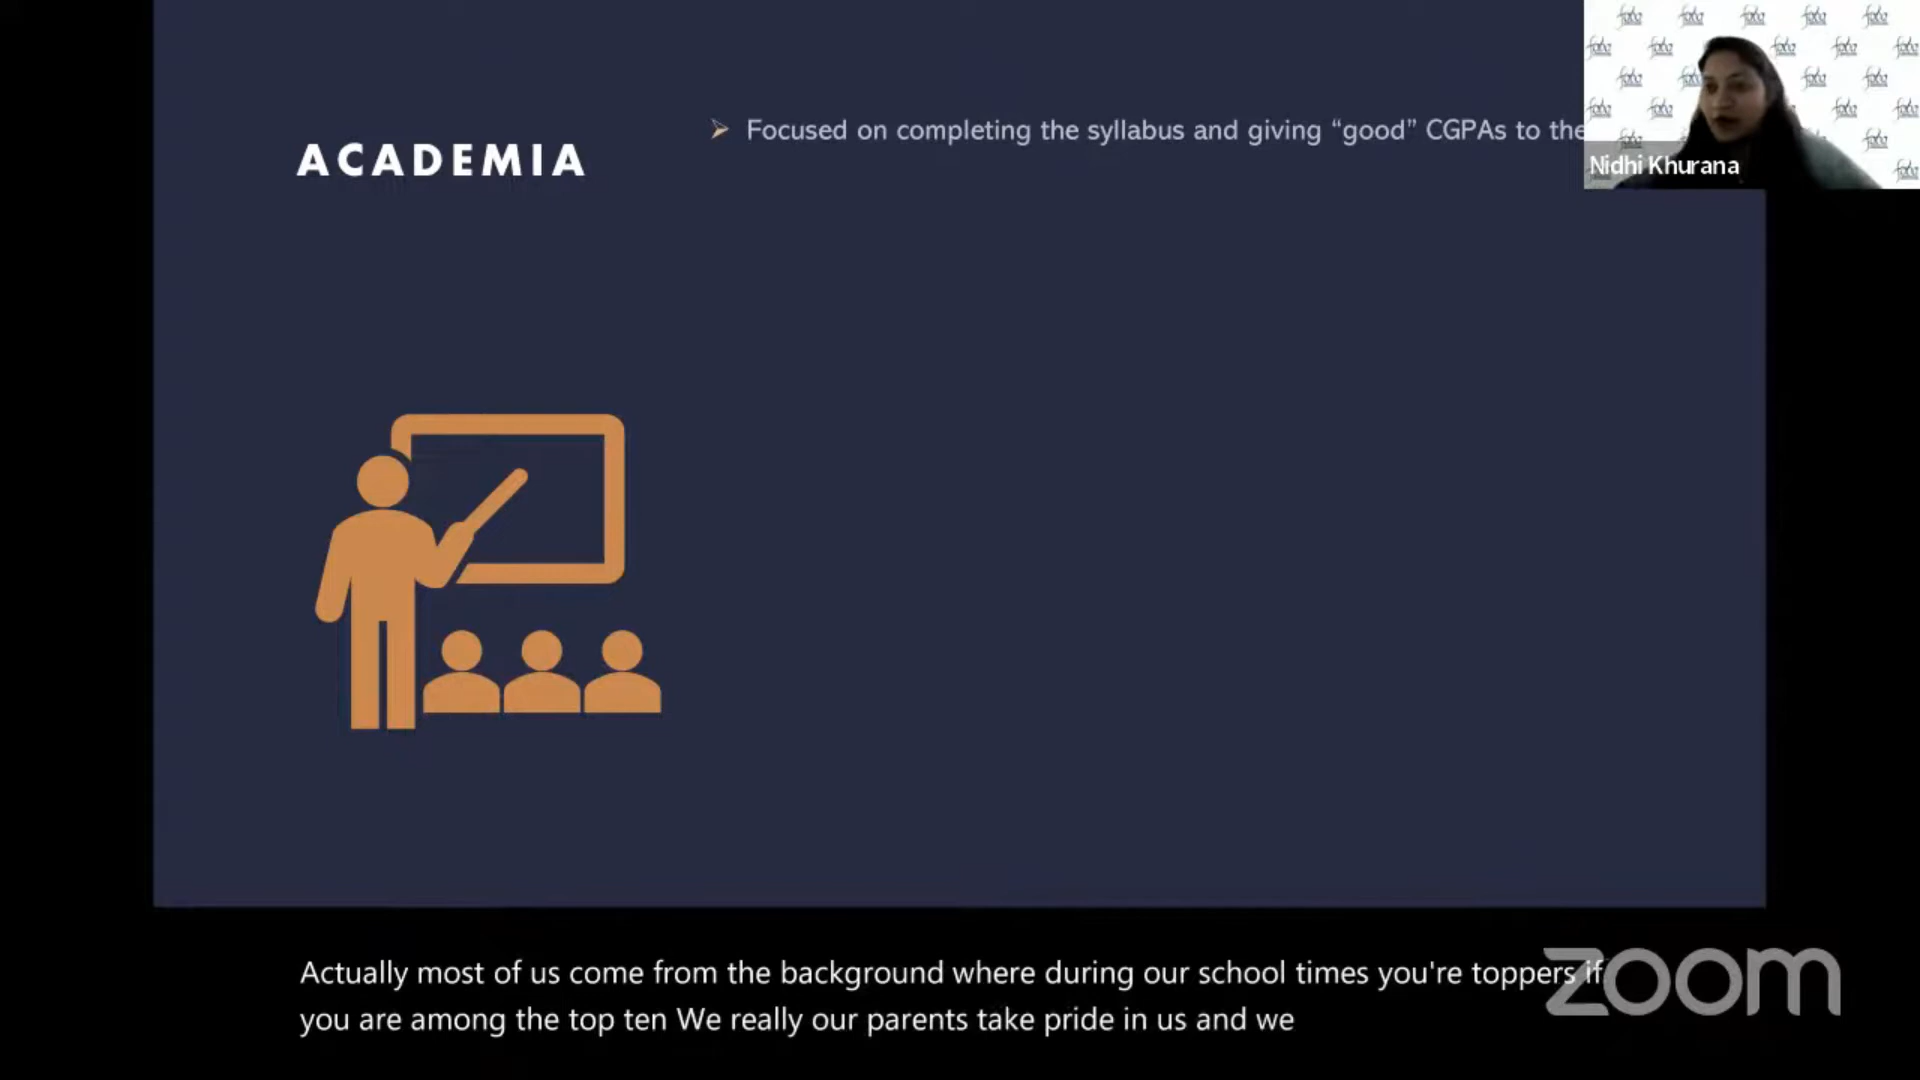 ACADEMIA
➢ Focused on completing the syllabus and giving “good” CGPAs to the
Nidhi Khurana
Actually most of us come from the background where during our school times you're toppers if
you are among the top ten We really our parents take pride in us and we
zoom